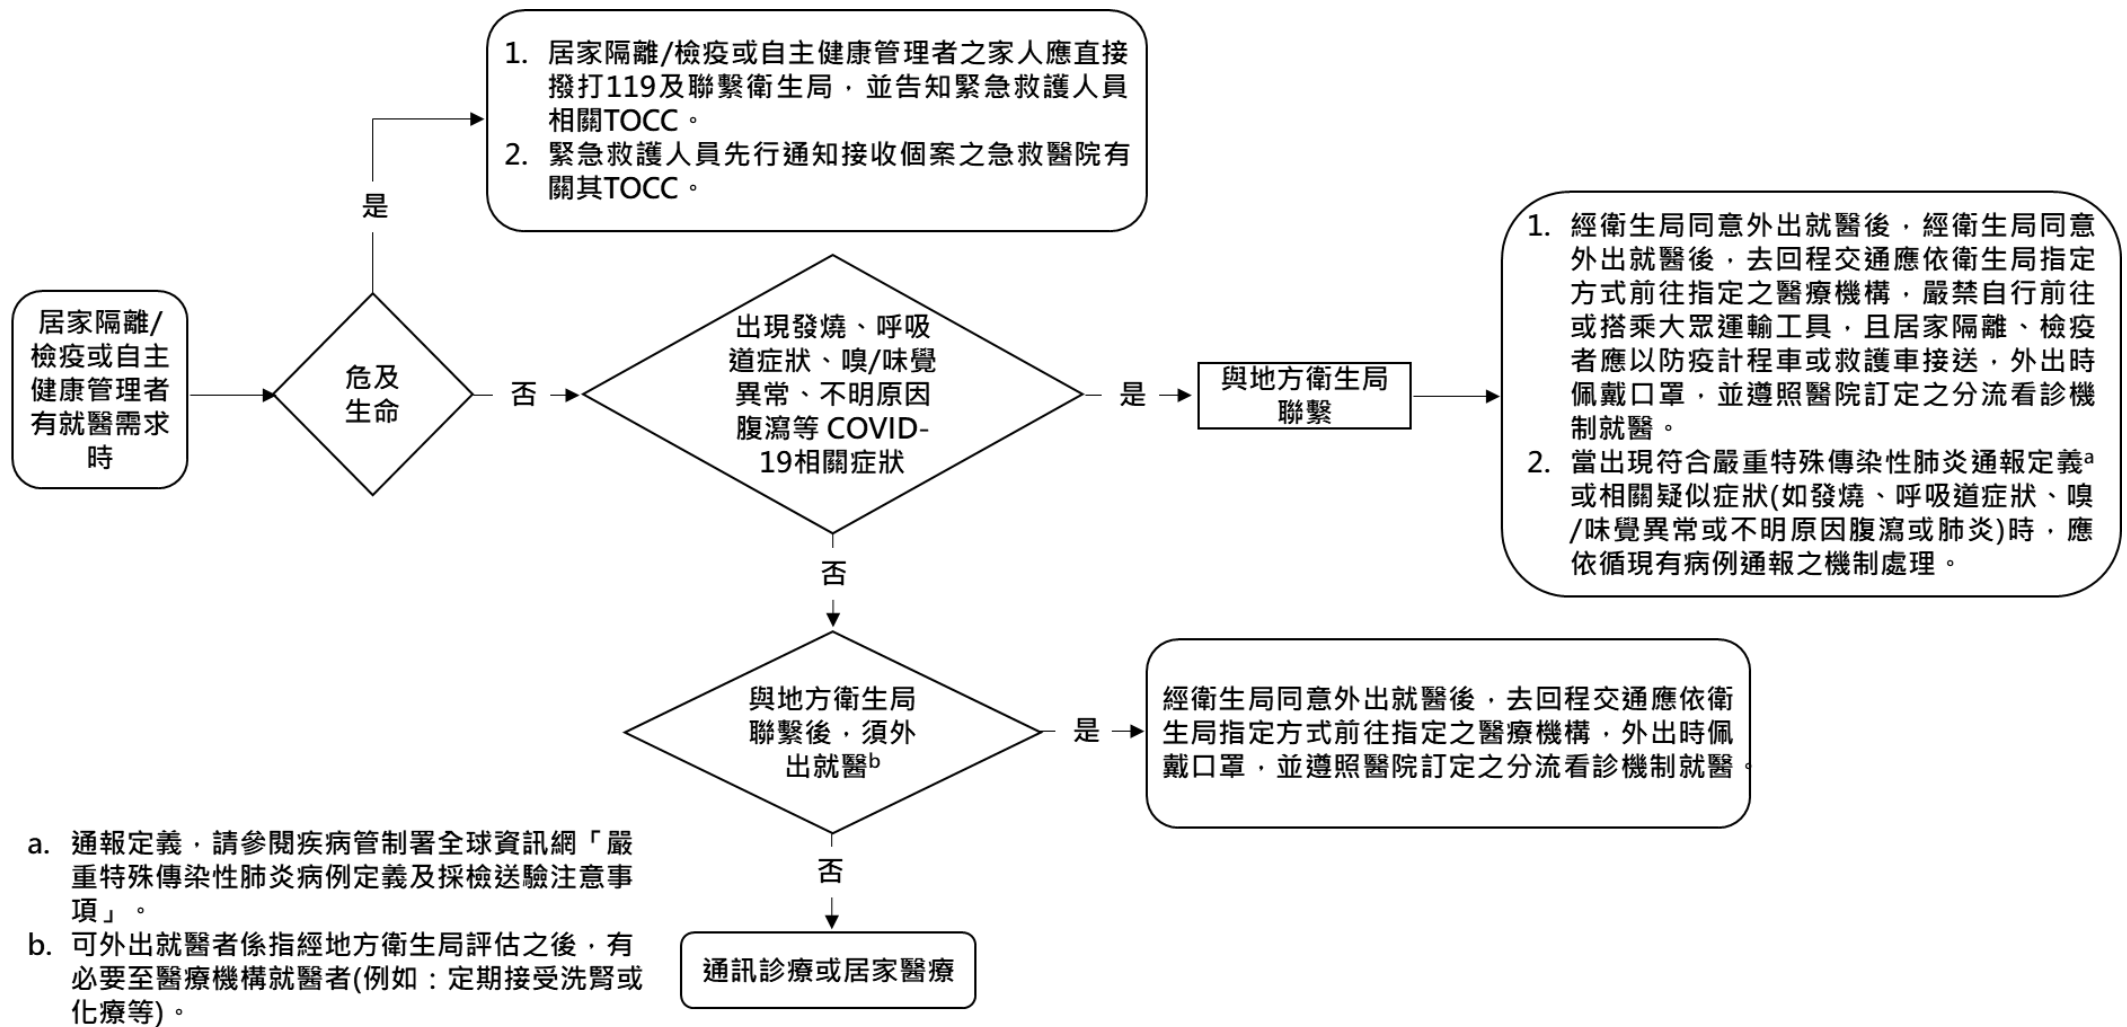 1. 居家隔離/檢疫或自主健康管理者之家人應直接
撥打119及聯繫衛生局，並告知緊急救護人員
相關TOCC。
2. 緊急救護人員先行通知接收個案之急救醫院有
關其TOCC。
是
居家隔離/
檢疫或自主
健康管理者
有就醫需求
時
危及
生命
否
出現發燒、呼吸
道症狀、嗅/味覺
異常、不明原因
腹瀉等 COVID-
19相關症狀
是
與地方衛生局
聯繫
1. 經衛生局同意外出就醫後，經衛生局同意
外出就醫後，去回程交通應依衛生局指定
方式前往指定之醫療機構，嚴禁自行前往
或搭乘大眾運輸工具，且居家隔離、檢疫
者應以防疫計程車或救護車接送，外出時
佩戴口罩，並遵照醫院訂定之分流看診機
制就醫。
2. 當出現符合嚴重特殊傳染性肺炎通報定義a
或相關疑似症狀(如發燒、呼吸道症狀、嗅
/味覺異常或不明原因腹瀉或肺炎)時，應
依循現有病例通報之機制處理。
否
與地方衛生局
聯繫後，須外
出就醫b
是
經衛生局同意外出就醫後，去回程交通應依衛
生局指定方式前往指定之醫療機構，外出時佩
戴口罩，並遵照醫院訂定之分流看診機制就醫。
否
通訊診療或居家醫療
a. 通報定義，請參閱疾病管制署全球資訊網「嚴
重特殊傳染性肺炎病例定義及採檢送驗注意事
項」。
b. 可外出就醫者係指經地方衛生局評估之後，有
必要至醫療機構就醫者(例如：定期接受洗腎或
化療等)。